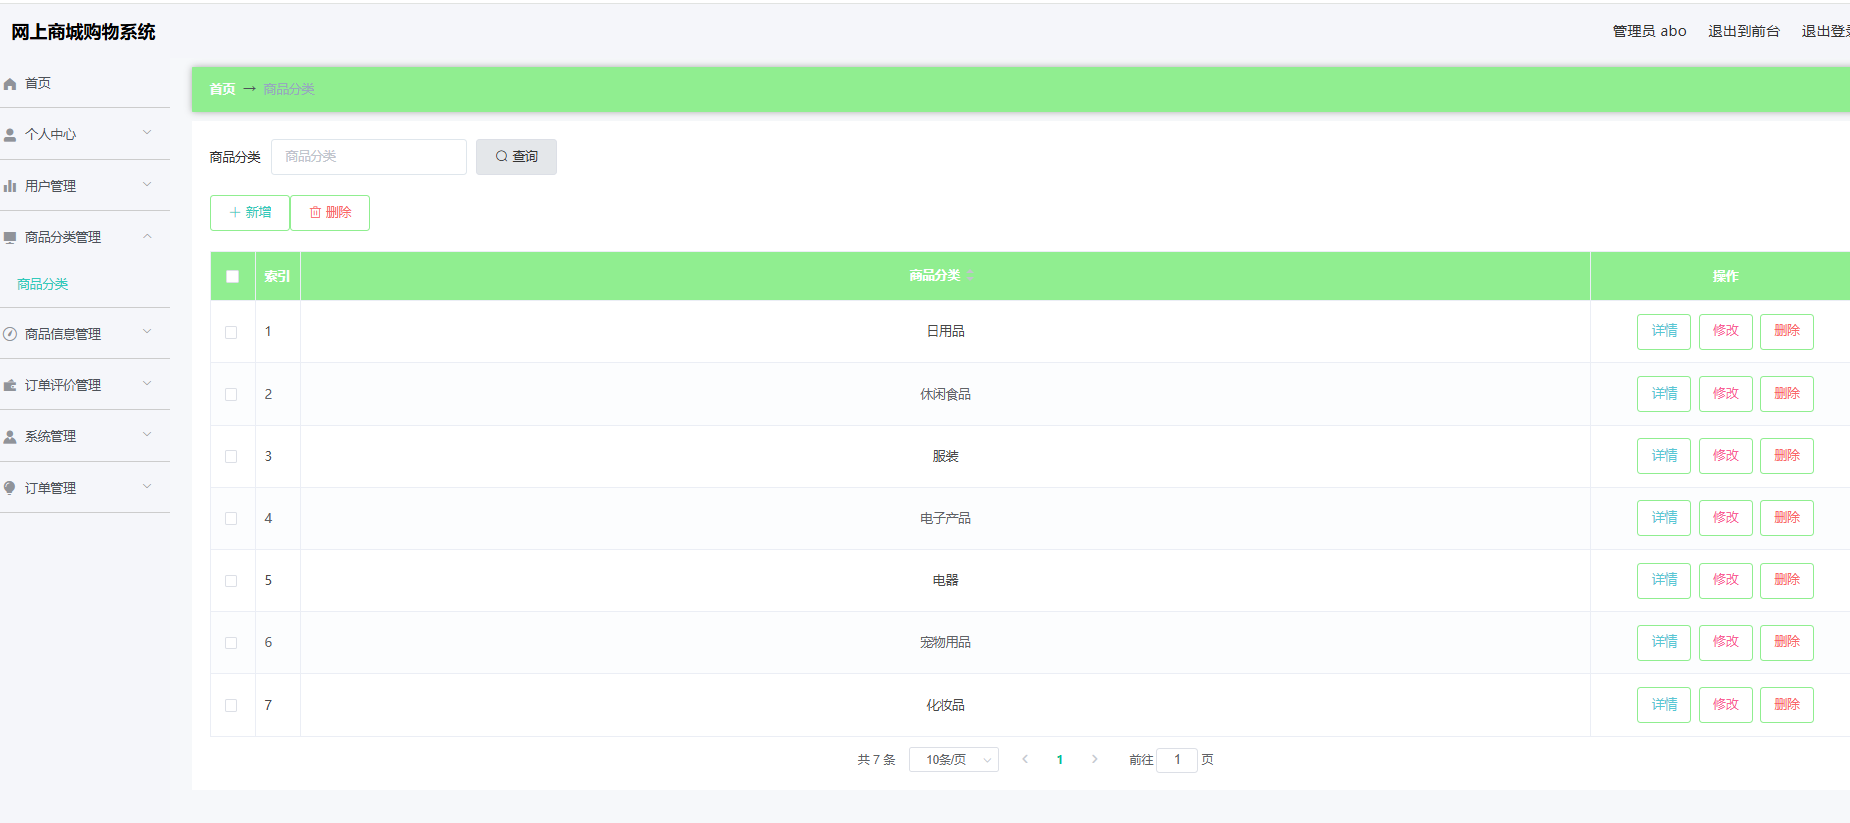 网上商城购物系统
管理员 abo 退出到前台 退出登
首页
个人中心
用户管理
商品分类管理
商品分类
商品信息管理
订单评价管理
系统管理
订单管理
首页 → 商品分类
商品分类 商品分类 查询
新增 删除
索引 商品分类 操作
1 日用品 详情 修改 删除
2 休闲食品 详情 修改 删除
3 服装 详情 修改 删除
4 电子产品 详情 修改 删除
5 电器 详情 修改 删除
6 宠物用品 详情 修改 删除
7 化妆品 详情 修改 删除
共 7 条 10条/页 1 前往 1 页